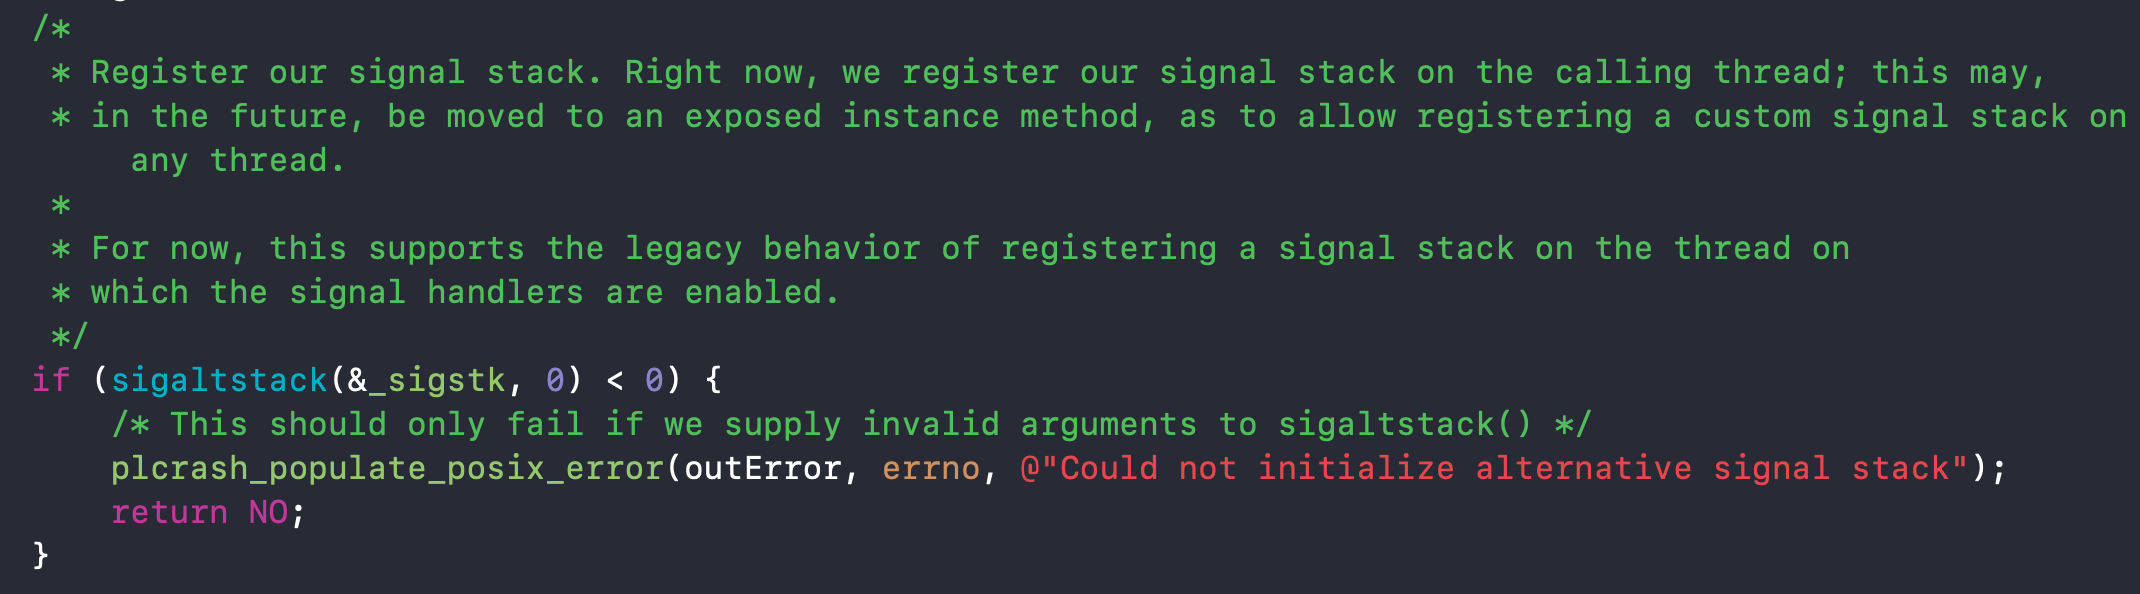 /*
 * Register our signal stack. Right now, we register our signal stack on the calling thread; this may,
 * in the future, be moved to an exposed instance method, as to allow registering a custom signal stack on
     any thread.
 *
 * For now, this supports the legacy behavior of registering a signal stack on the thread on
 * which the signal handlers are enabled.
 */
if (sigaltstack(&_sigstk, 0) < 0) {
    /* This should only fail if we supply invalid arguments to sigaltstack() */
    plcrash_populate_posix_error(outError, errno, @"Could not initialize alternative signal stack");
    return NO;
}